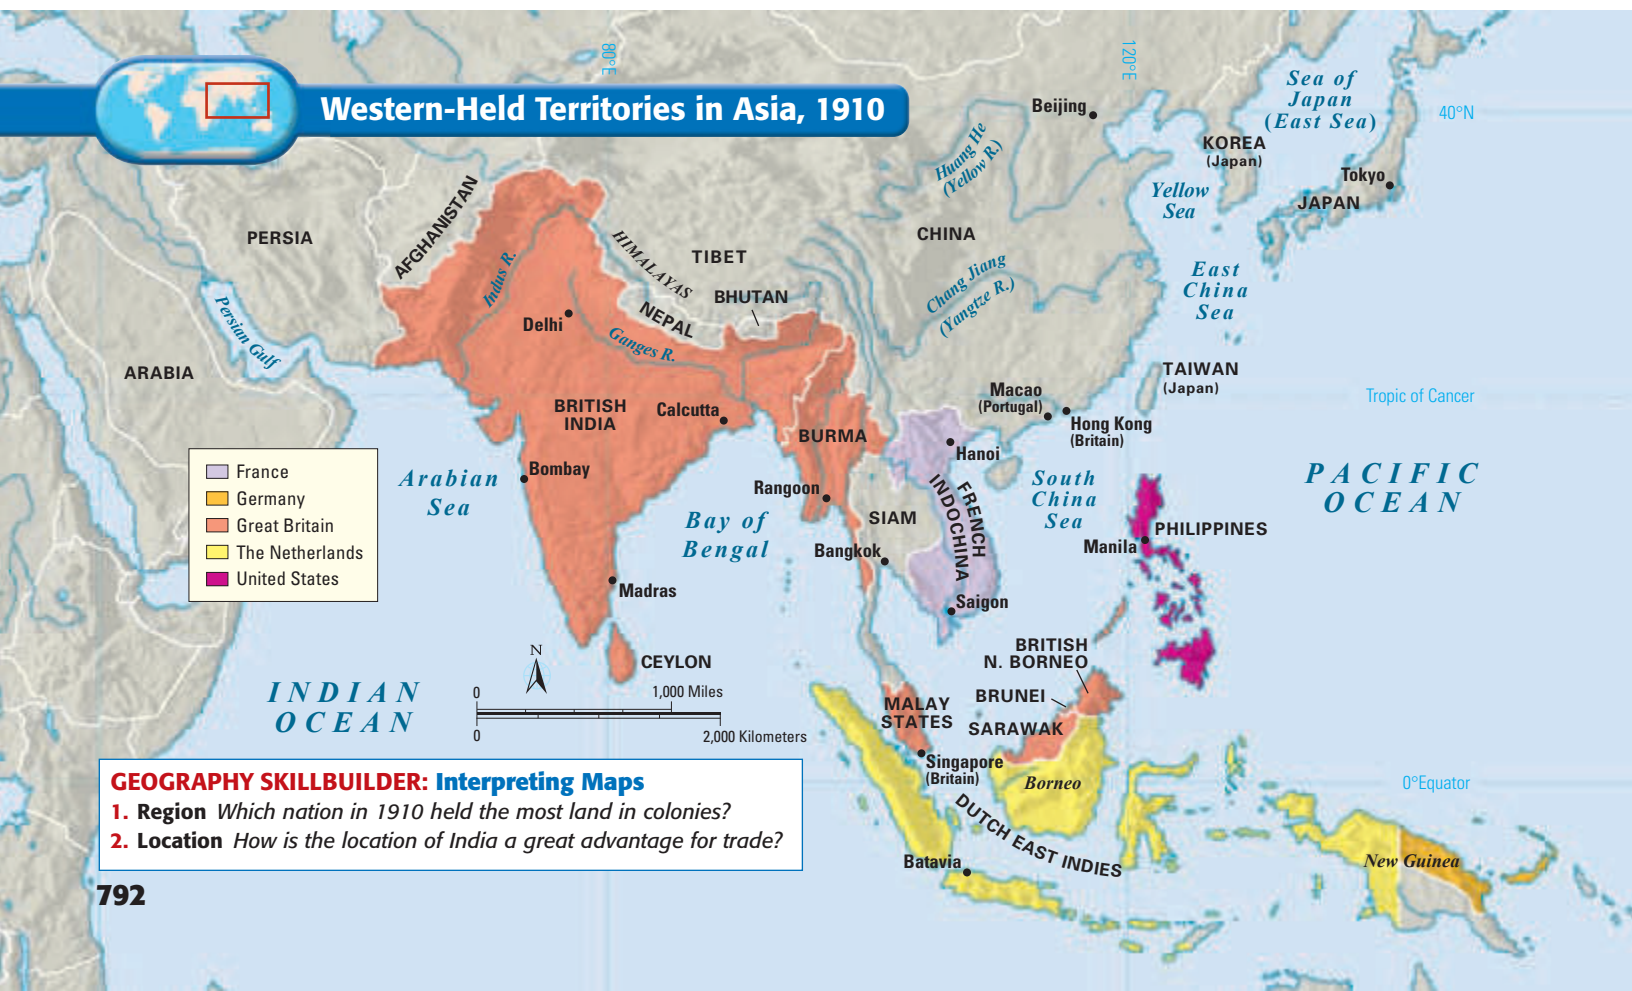 Western-Held Territories in Asia, 1910
80°E
120°E
40°N
Tropic of Cancer
0°Equator
Beijing
Sea of
Japan
(East Sea)
KOREA
(Japan)
Tokyo
JAPAN
Yellow
Sea
Huang He
(Yellow R.)
AFGHANISTAN
PERSIA
HIMALAYAS
TIBET
CHINA
Chang Jiang
(Yangtze R.)
East
China
Sea
Indus R.
BHUTAN
NEPAL
Persian Gulf
Delhi
Ganges R.
ARABIA
TAIWAN
(Japan)
Macao
(Portugal)
Hong Kong
(Britain)
BRITISH
INDIA
Calcutta
BURMA
Hanoi
France
Germany
Great Britain
The Netherlands
United States
Arabian
Sea
Bombay
Rangoon
Bay of
Bengal
SIAM
Bangkok
FRENCH
INDOCHINA
South
China
Sea
PACIFIC
OCEAN
PHILIPPINES
Manila
Madras
Saigon
CEYLON
BRITISH
N. BORNEO
BRUNEI
SARAWAK
MALAY
STATES
Singapore
(Britain)
Borneo
INDIAN
OCEAN
N
0 1,000 Miles
0 2,000 Kilometers
DUTCH EAST INDIES
Batavia
New Guinea
GEOGRAPHY SKILLBUILDER: Interpreting Maps
1. Region Which nation in 1910 held the most land in colonies?
2. Location How is the location of India a great advantage for trade?
792